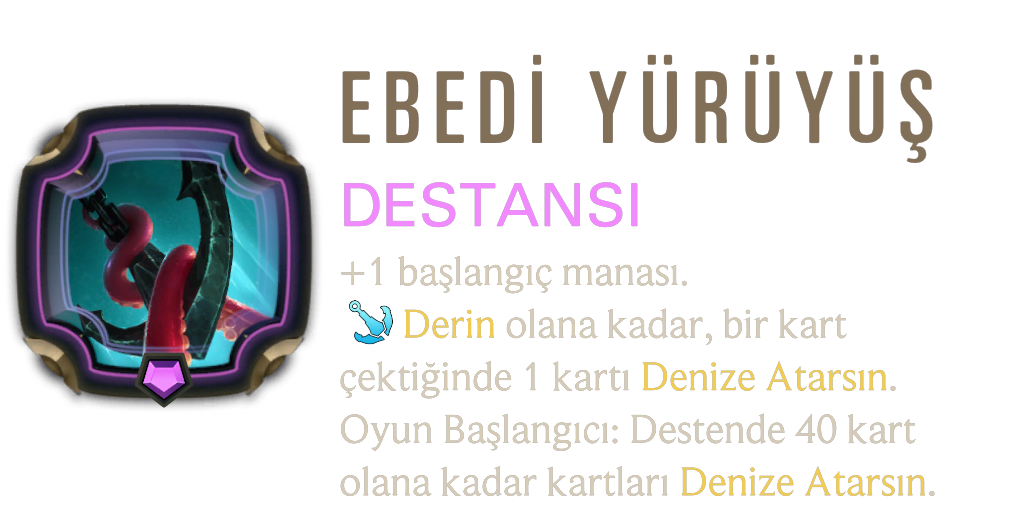 EBEDİ YÜRÜYÜŞ
DESTANSI
+1 başlangıç manası.
Derin olana kadar, bir kart
çektiğinde 1 kartı Denize Atarsın.
Oyun Başlangıcı: Destende 40 kart
olana kadar kartları Denize Atarsın.